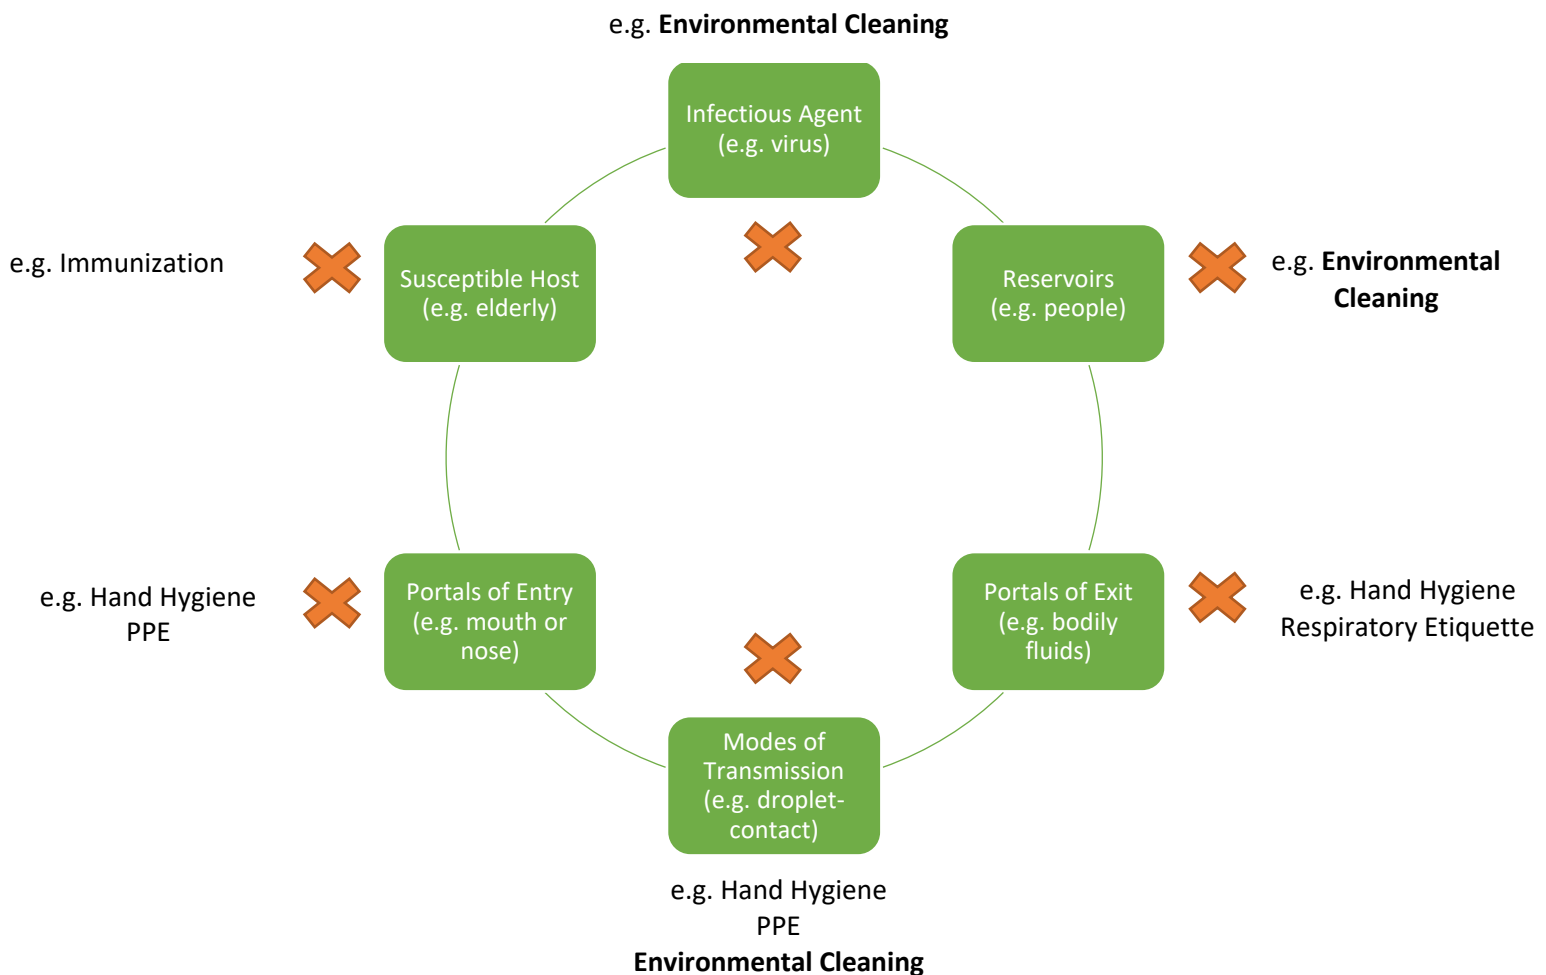 e.g. Environmental Cleaning
Infectious Agent
(e.g. virus)
e.g. Immunization
Susceptible Host
(e.g. elderly)
Reservoirs
(e.g. people)
e.g. Environmental
Cleaning
e.g. Hand Hygiene
PPE
Portals of Entry
(e.g. mouth or
nose)
Portals of Exit
(e.g. bodily
fluids)
e.g. Hand Hygiene
Respiratory Etiquette
Modes of
Transmission
(e.g. droplet-
contact)
e.g. Hand Hygiene
PPE
Environmental Cleaning